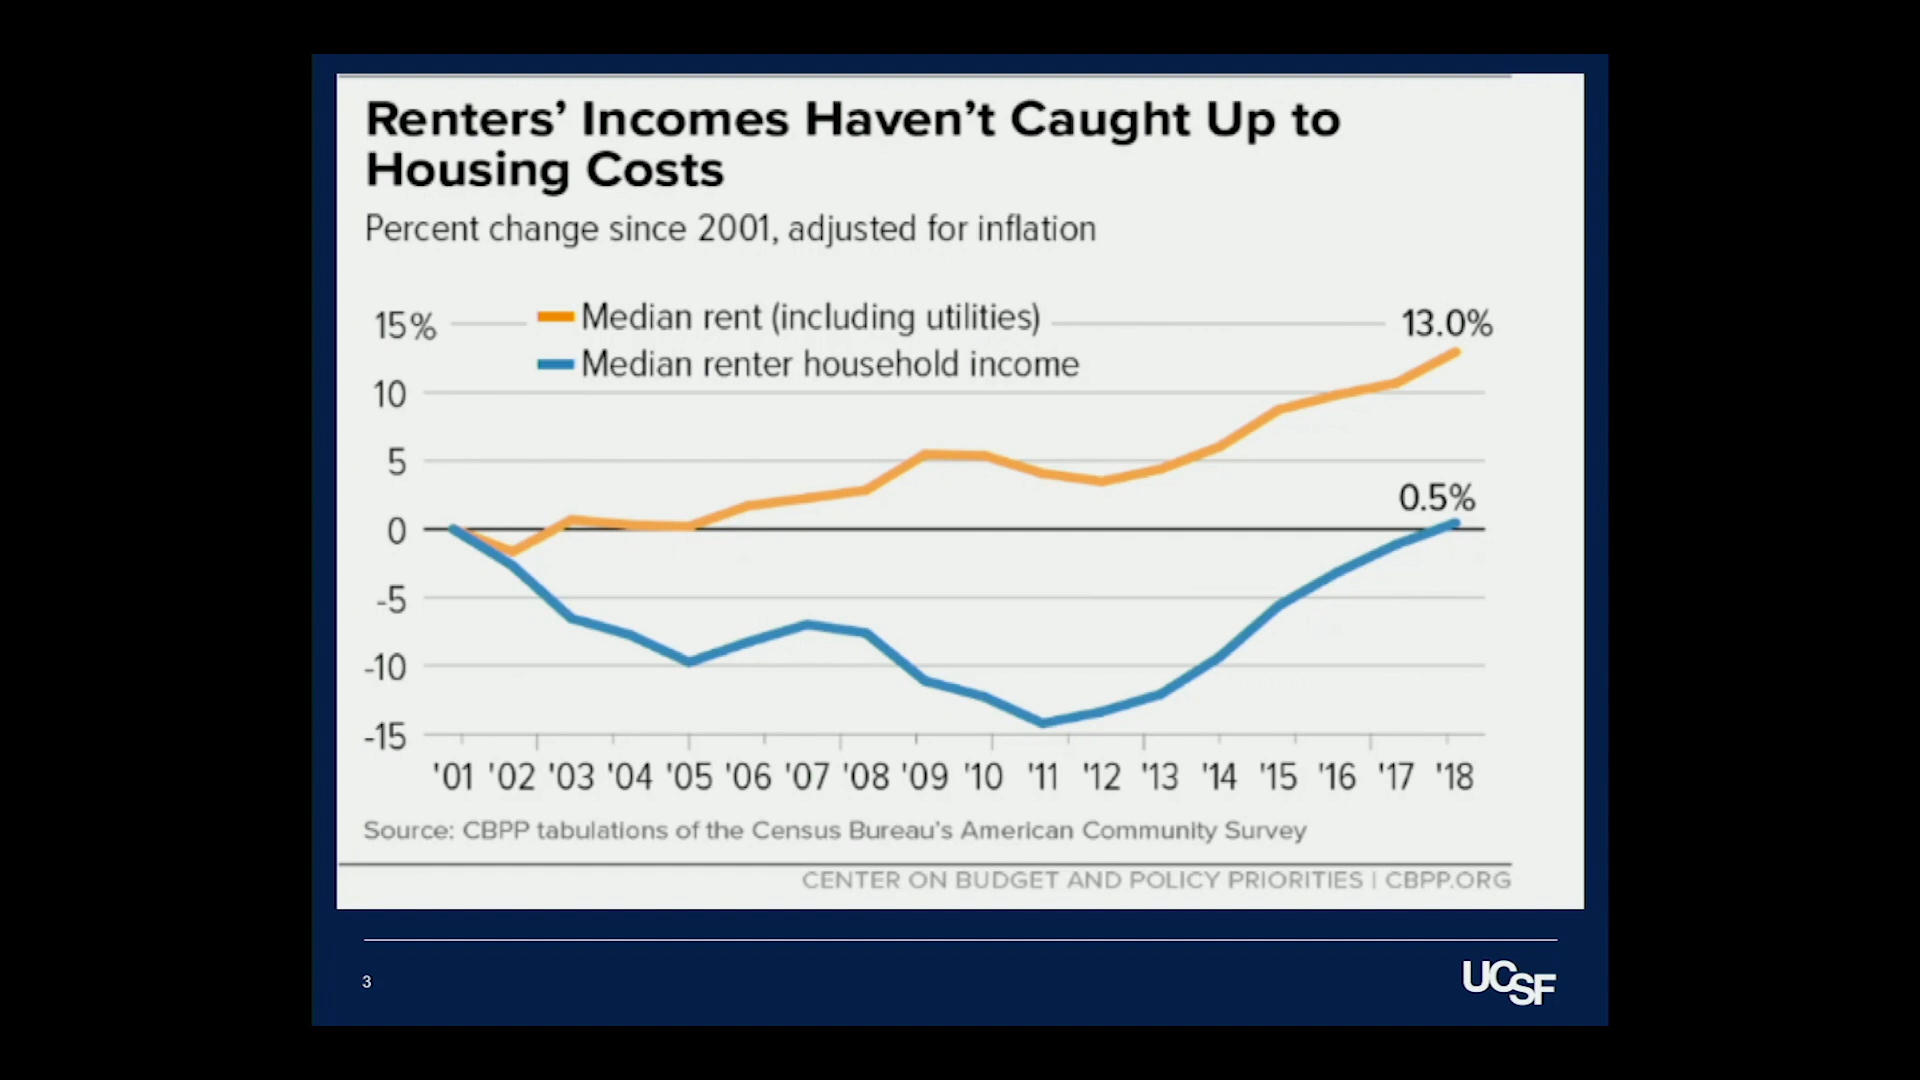 Renters’ Incomes Haven’t Caught Up to
Housing Costs
Percent change since 2001, adjusted for inflation
Median rent (including utilities)
Median renter household income
15%
10
5
0
-5
-10
-15
13.0%
0.5%
'01 '02 '03 '04 '05 '06 '07 '08 '09 '10 '11 '12 '13 '14 '15 '16 '17 '18
Source: CBPP tabulations of the Census Bureau’s American Community Survey
CENTER ON BUDGET AND POLICY PRIORITIES | CBPP.ORG
3
UCSF